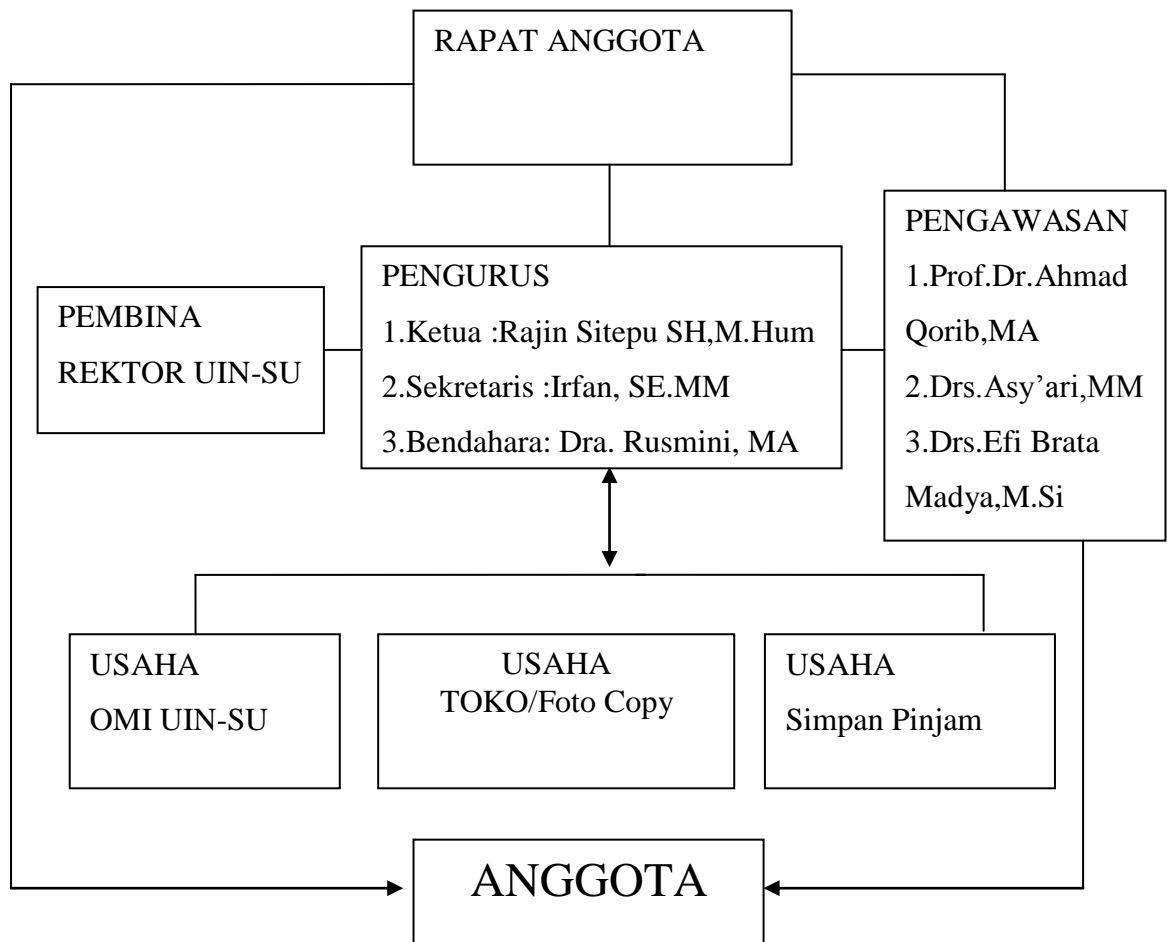 RAPAT ANGGOTA
PENGAWASAN
1.Prof.Dr.Ahmad
Qorib,MA
2.Drs.Asy’ari,MM
3.Drs.Efi Brata
Madya,M.Si
PENGURUS
1.Ketua :Rajin Sitepu SH,M.Hum
2.Sekretaris :Irfan, SE.MM
3.Bendahara: Dra. Rusmini, MA
PEMBINA
REKTOR UIN-SU
USAHA
OMI UIN-SU
USAHA
TOKO/Foto Copy
USAHA
Simpan Pinjam
ANGGOTA